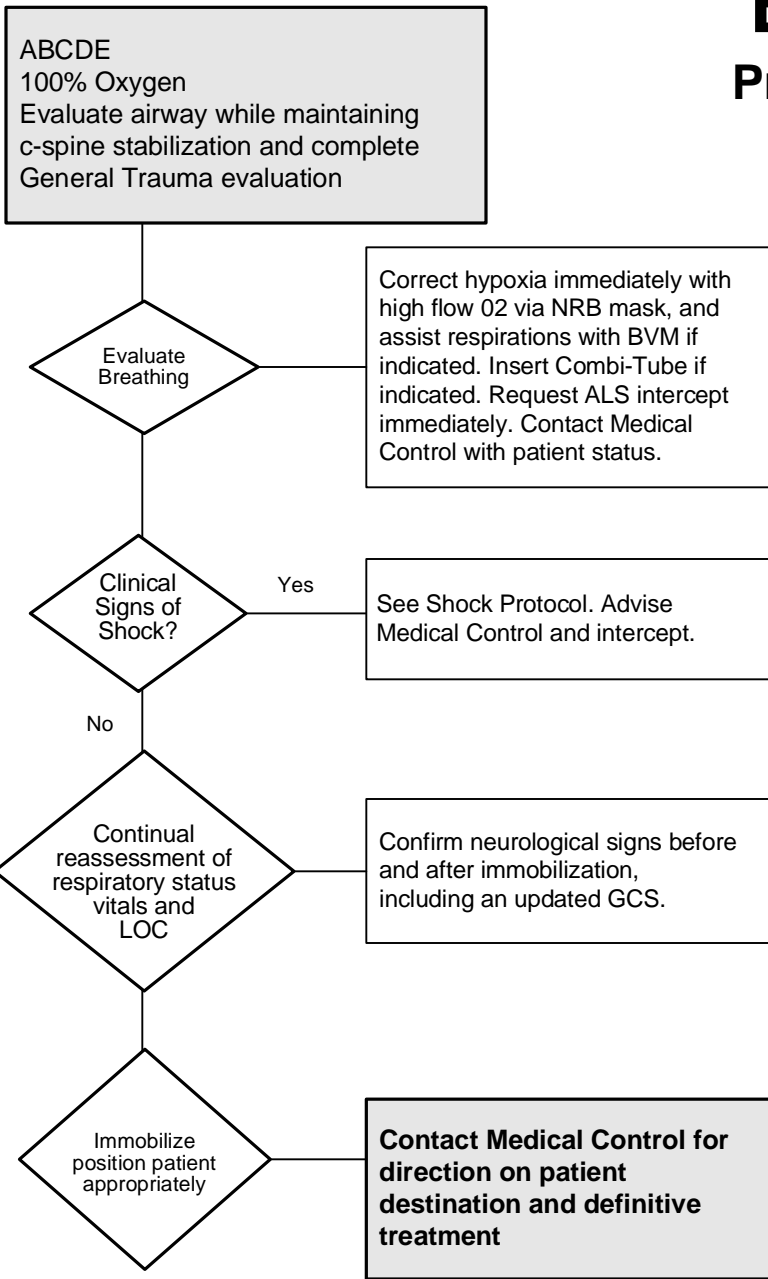 ABCDE
100% Oxygen
Evaluate airway while maintaining
c-spine stabilization and complete
General Trauma evaluation
Evaluate
Breathing
Correct hypoxia immediately with
high flow 02 via NRB mask, and
assist respirations with BVM if
indicated. Insert Combi-Tube if
indicated. Request ALS intercept
immediately. Contact Medical
Control with patient status.
Clinical
Signs of
Shock?
Yes
See Shock Protocol. Advise
Medical Control and intercept.
No
Continual
reassessment of
respiratory status
vitals and
LOC
Confirm neurological signs before
and after immobilization,
including an updated GCS.
Immobilize
position patient
appropriately
Contact Medical Control for
direction on patient
destination and definitive
treatment